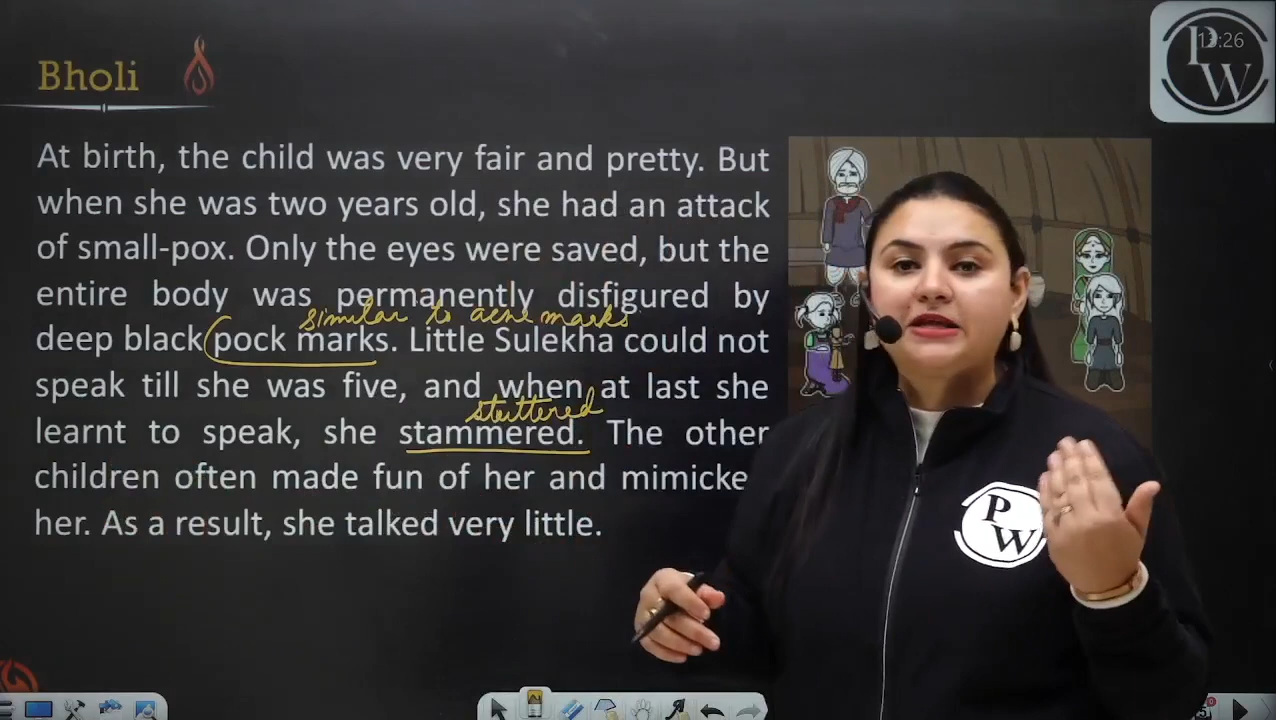 Bholi
13:26
P
W
At birth, the child was very fair and pretty. But
when she was two years old, she had an attack
of small-pox. Only the eyes were saved, but the
entire body was permanently disfigured by
similar to acne marks
deep black pock marks. Little Sulekha could not
speak till she was five, and when at last she
stuttered
learnt to speak, she stammered. The other
children often made fun of her and mimicke
her. As a result, she talked very little.
P
W